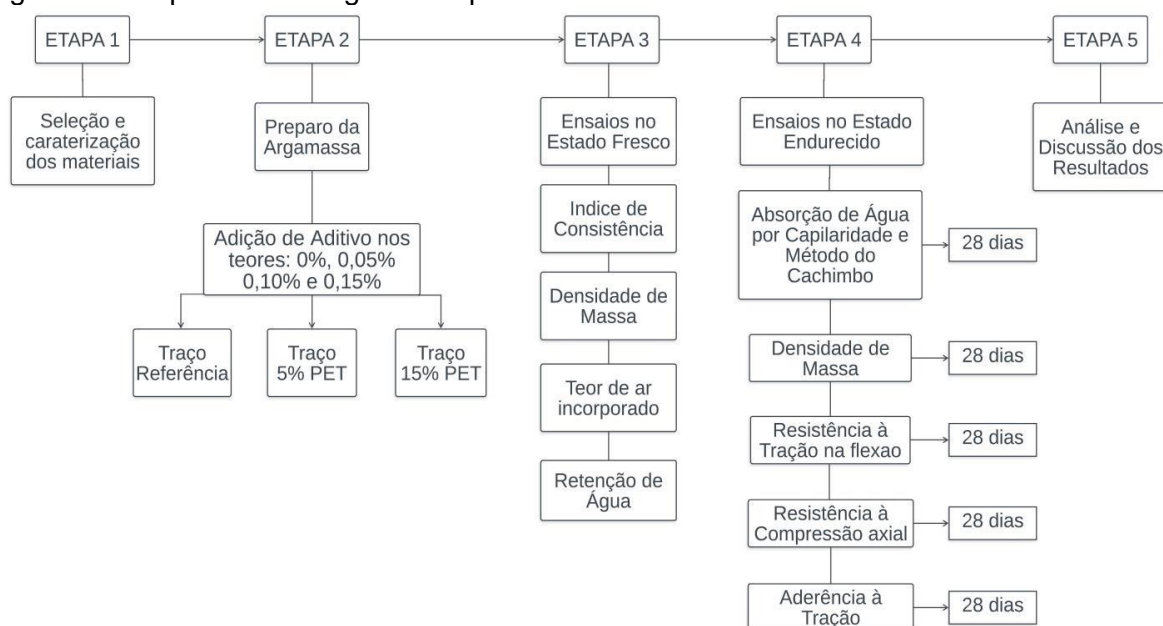 ETAPA 1
ETAPA 2
ETAPA 3
ETAPA 4
ETAPA 5
Seleção e
caraterização
dos materiais
Preparo da
Argamassa
Adição de Aditivo nos
teores: 0%, 0,05%
0,10% e 0,15%
Traço
Referência
Traço
5% PET
Traço
15% PET
Ensaios no
Estado Fresco
Indice de
Consistência
Densidade de
Massa
Teor de ar
incorporado
Retenção de
Água
Ensaios no Estado
Endurecido
Absorção de Água
por Capilaridade e
Método do
Cachimbo
28 dias
Densidade de
Massa
28 dias
Resistência à
Tração na flexao
28 dias
Resistência à
Compressão axial
28 dias
Aderência à
Tração
28 dias
Análise e
Discussão dos
Resultados